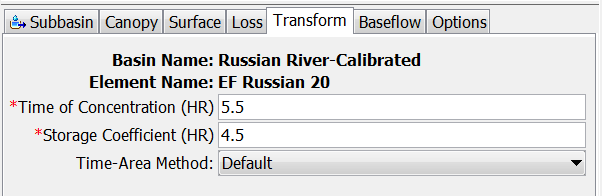 Subbasin Canopy Surface Loss Transform Baseflow Options
Basin Name: Russian River-Calibrated
Element Name: EF Russian 20
*Time of Concentration (HR) 5.5
*Storage Coefficient (HR) 4.5
Time-Area Method: Default